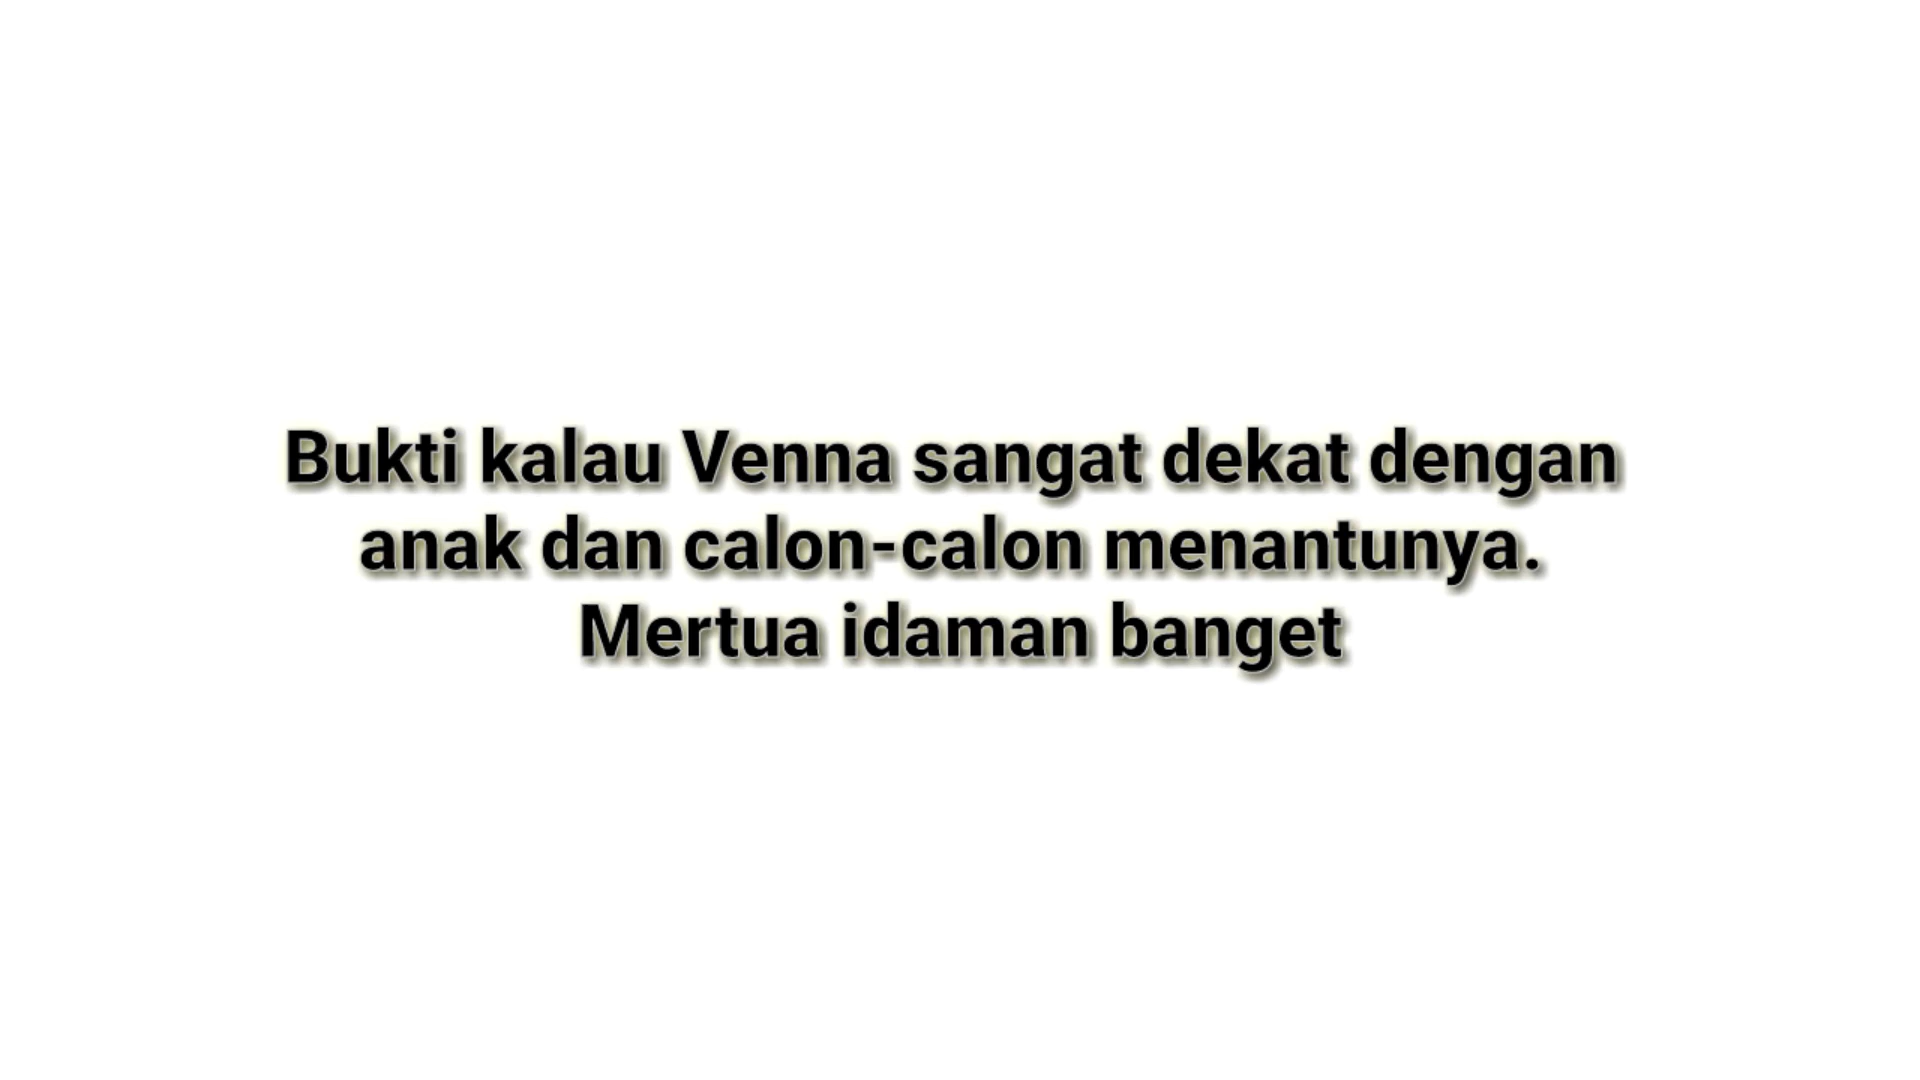 Bukti kalau Venna sangat dekat dengan
anak dan calon-calon menantunya.
Mertua idaman banget